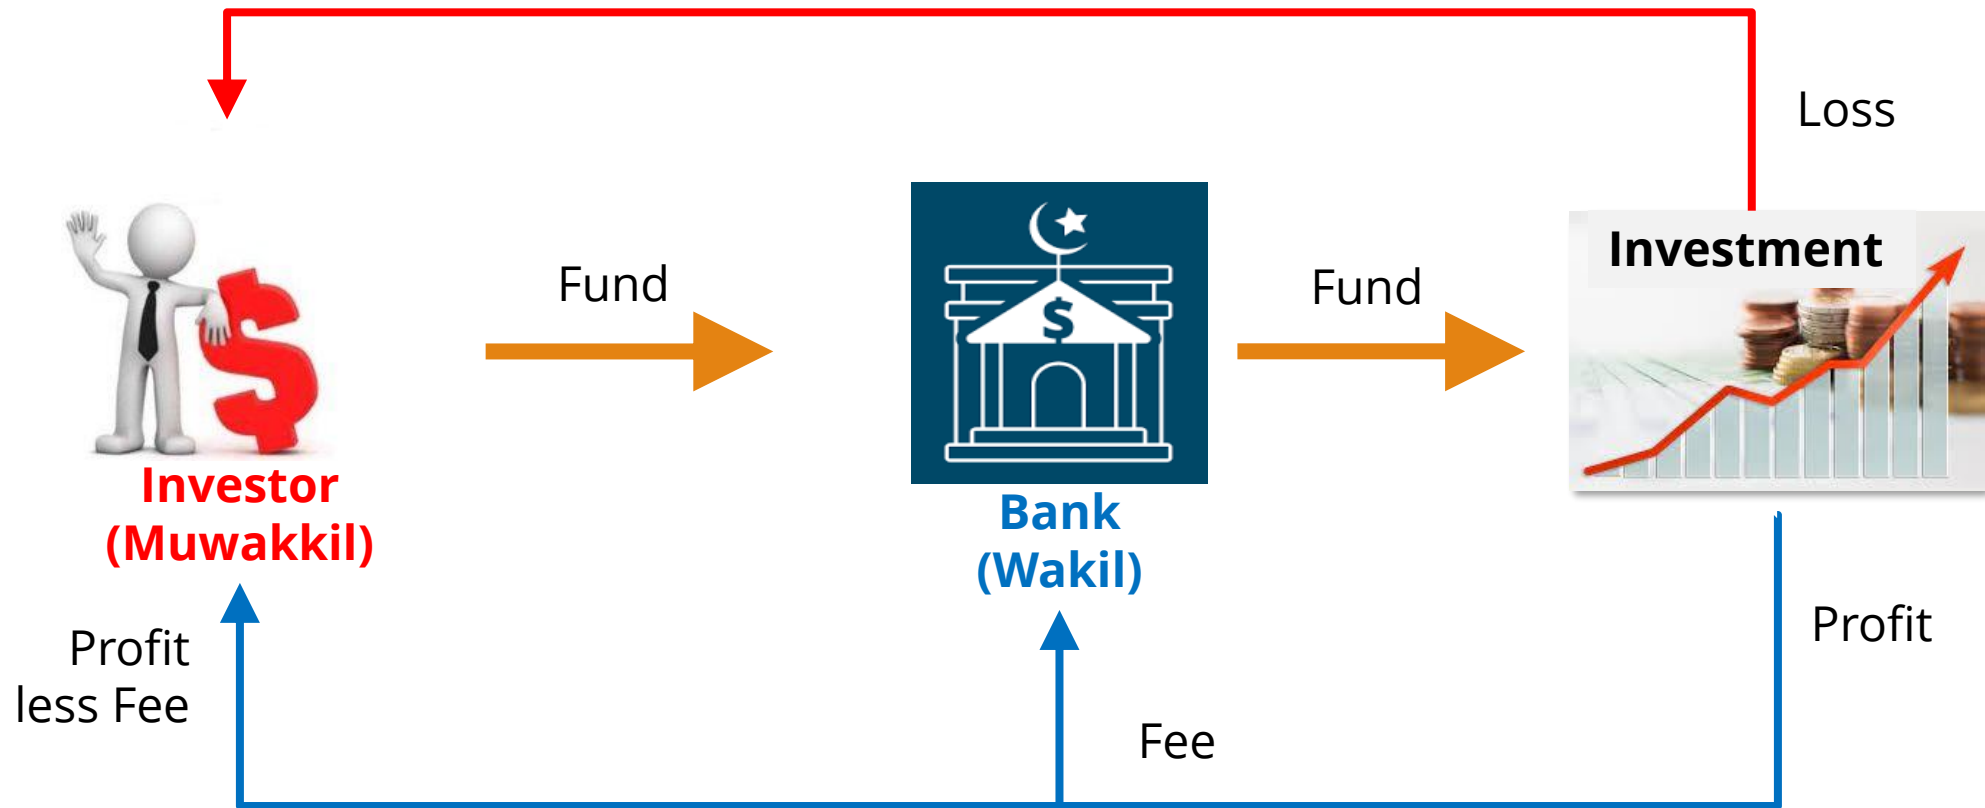 Loss
Investment
Fund
Fund
$
Investor
(Muwakkil)
Bank
(Wakil)
Profit
less Fee
Profit
Fee